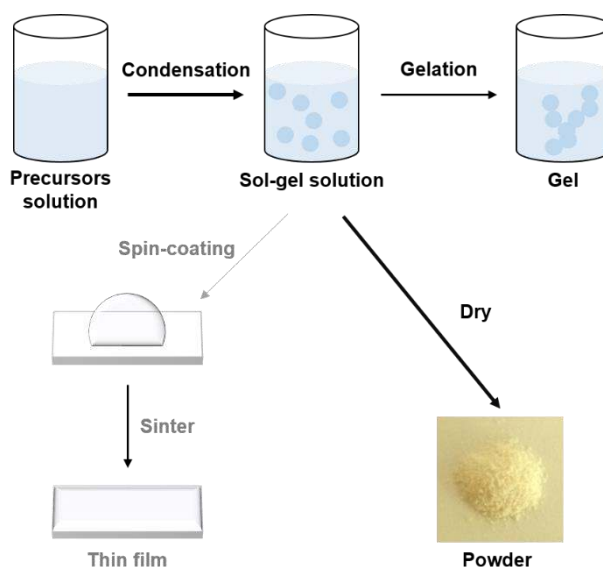 Condensation
Gelation
Precursors
solution
Sol-gel solution
Gel
Spin-coating
Dry
Sinter
Thin film
Powder